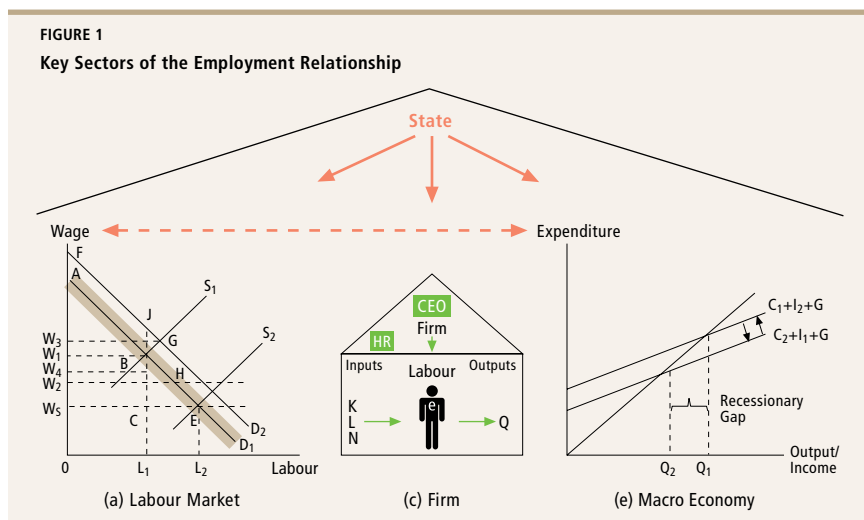 FIGURE 1
Key Sectors of the Employment Relationship
State
Wage
Expenditure
F
A
J
S₁
S₂
W₃
W₁
W₄
W₂
Wₛ
G
B
H
C
E
D₂
D₁
0
L₁
L₂
Labour
(a) Labour Market
CEO
Firm
HR
Inputs
Labour
Outputs
K
L
N
e
Q
(c) Firm
C₁+I₂+G
C₂+I₁+G
Recessionary
Gap
Output/
Income
Q₂
Q₁
(e) Macro Economy